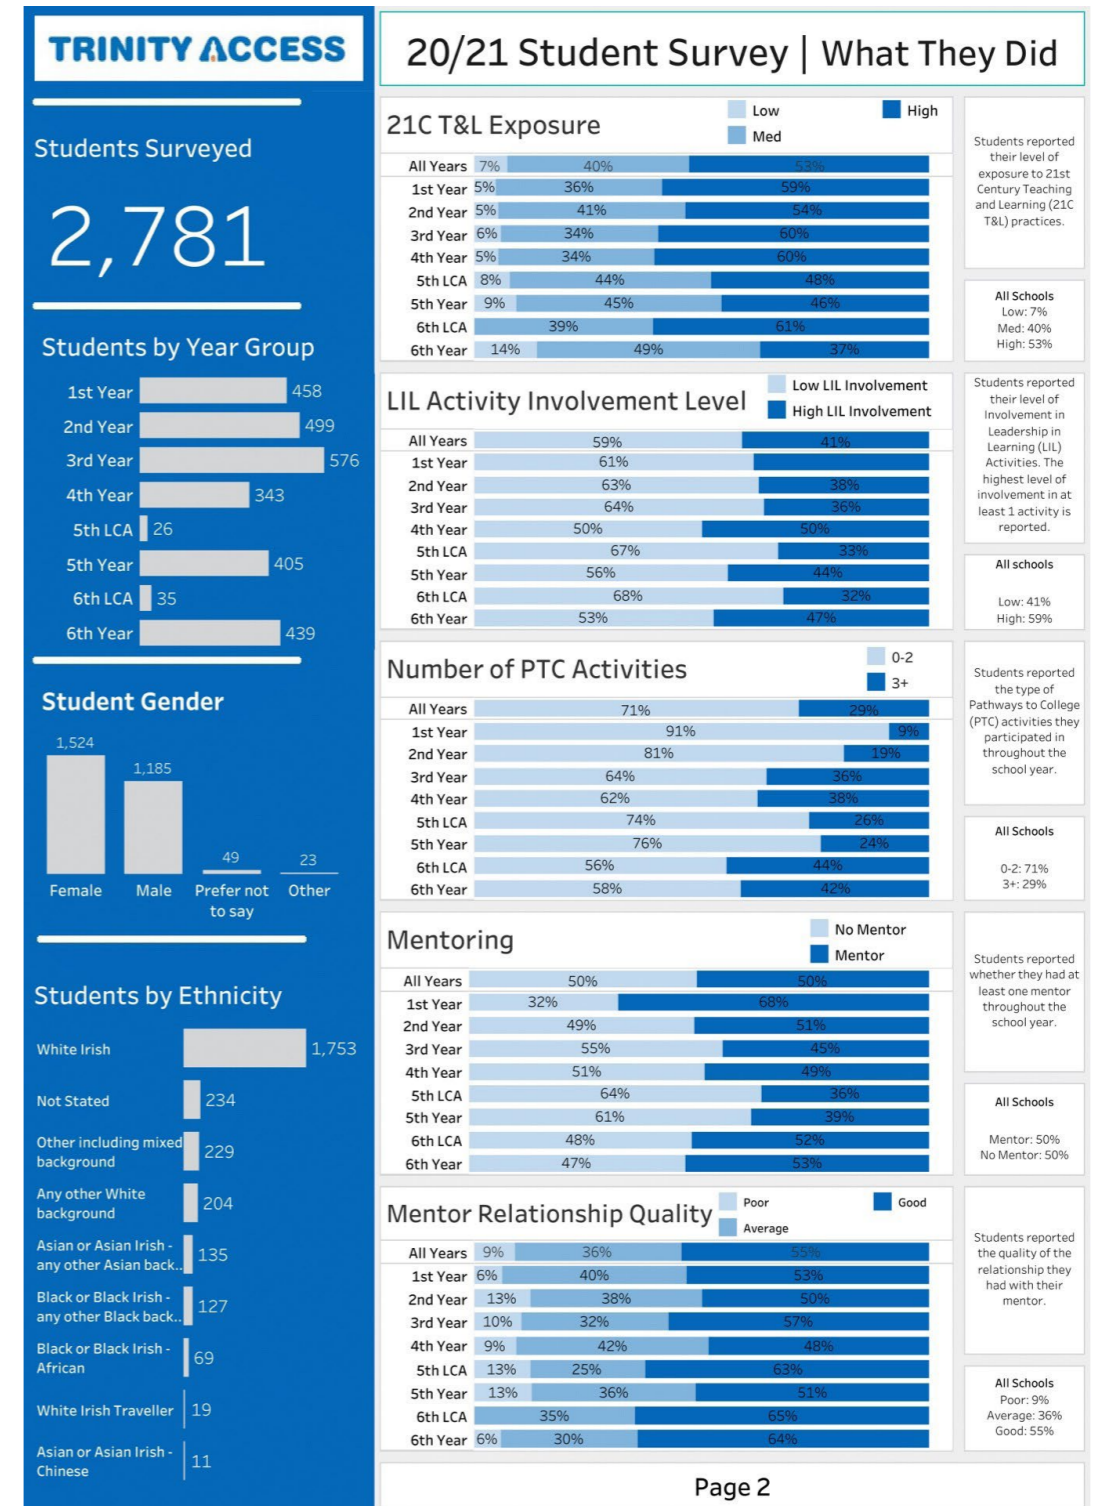 TRINITY ACCESS
20/21 Student Survey | What They Did
Students Surveyed
2,781
Students by Year Group
1st Year 458
2nd Year 499
3rd Year 576
4th Year 343
5th LCA 26
5th Year 405
6th LCA 35
6th Year 439
Student Gender
1,524
1,185
49
23
Female
Male
Prefer not
to say
Other
Students by Ethnicity
White Irish 1,753
Not Stated 234
Other including mixed
background
229
Any other White
background
204
Asian or Asian Irish -
any other Asian back..
135
Black or Black Irish -
any other Black back..
127
Black or Black Irish -
African
69
White Irish Traveller 19
Asian or Asian Irish -
Chinese
11
21C T&L Exposure
Low
Med
High
All Years 7% 40% 53%
1st Year 5% 36% 59%
2nd Year 5% 41% 54%
3rd Year 6% 34% 60%
4th Year 5% 34% 60%
5th LCA 8% 44% 48%
5th Year 9% 45% 46%
6th LCA 39% 61%
6th Year 14% 49% 37%
Students reported
their level of
exposure to 21st
Century Teaching
and Learning (21C
T&L) practices.
All Schools
Low: 7%
Med: 40%
High: 53%
LIL Activity Involvement Level
Low LIL Involvement
High LIL Involvement
All Years 59% 41%
1st Year 61%
2nd Year 63% 38%
3rd Year 64% 36%
4th Year 50% 50%
5th LCA 67% 33%
5th Year 56% 44%
6th LCA 68% 32%
6th Year 53% 47%
Students reported
their level of
Involvement in
Leadership in
Learning (LIL)
Activities. The
highest level of
involvement in at
least 1 activity is
reported.
All schools
Low: 41%
High: 59%
Number of PTC Activities
0-2
3+
All Years 71% 29%
1st Year 91% 9%
2nd Year 81% 19%
3rd Year 64% 36%
4th Year 62% 38%
5th LCA 74% 26%
5th Year 76% 24%
6th LCA 56% 44%
6th Year 58% 42%
Students reported
the type of
Pathways to College
(PTC) activities they
participated in
throughout the
school year.
All Schools
0-2: 71%
3+: 29%
Mentoring
No Mentor
Mentor
All Years 50% 50%
1st Year 32% 68%
2nd Year 49% 51%
3rd Year 55% 45%
4th Year 51% 49%
5th LCA 64% 36%
5th Year 61% 39%
6th LCA 48% 52%
6th Year 47% 53%
Students reported
whether they had at
least one mentor
throughout the
school year.
All Schools
Mentor: 50%
No Mentor: 50%
Mentor Relationship Quality
Poor
Average
Good
All Years 9% 36% 55%
1st Year 6% 40% 53%
2nd Year 13% 38% 50%
3rd Year 10% 32% 57%
4th Year 9% 42% 48%
5th LCA 13% 25% 63%
5th Year 13% 36% 51%
6th LCA 35% 65%
6th Year 6% 30% 64%
Students reported
the quality of the
relationship they
had with their
mentor.
All Schools
Poor: 9%
Average: 36%
Good: 55%
Page 2